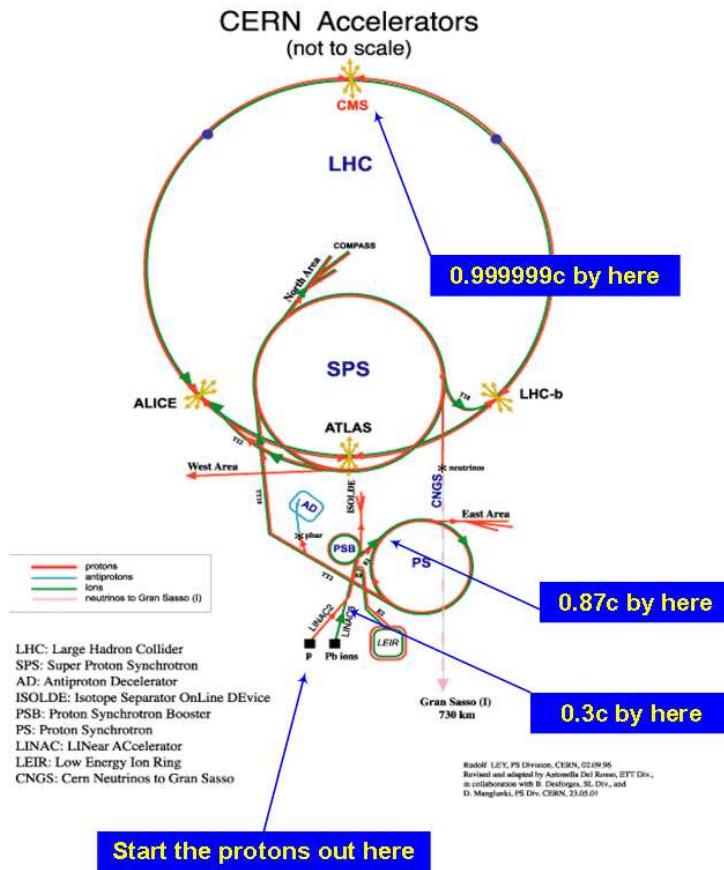 CERN Accelerators
(not to scale)
CMS
LHC
COMPASS
North Area
0.999999c by here
SPS
ALICE
TI8
LHC-b
ATLAS
TI2
West Area
neutrinos
CNGS
ISOLDE
TT10
AD
East Area
pbar
PSB
PS
TT2
protons
antiprotons
ions
neutrinos to Gran Sasso (I)
0.87c by here
LINAC2
LINAC3
E2
LEIR
p
Pb ions
LHC: Large Hadron Collider
SPS: Super Proton Synchrotron
AD: Antiproton Decelerator
ISOLDE: Isotope Separator OnLine DEvice
PSB: Proton Synchrotron Booster
PS: Proton Synchrotron
LINAC: LINear ACcelerator
LEIR: Low Energy Ion Ring
CNGS: Cern Neutrinos to Gran Sasso
Gran Sasso (I)
730 km
0.3c by here
Rudolf LEY, PS Division, CERN, 02.09.96
Revised and adapted by Antonella Del Rosso, ETT Div.,
in collaboration with B. Desforges, SL Div., and
D. Manglunki, PS Div. CERN, 23.05.01
Start the protons out here